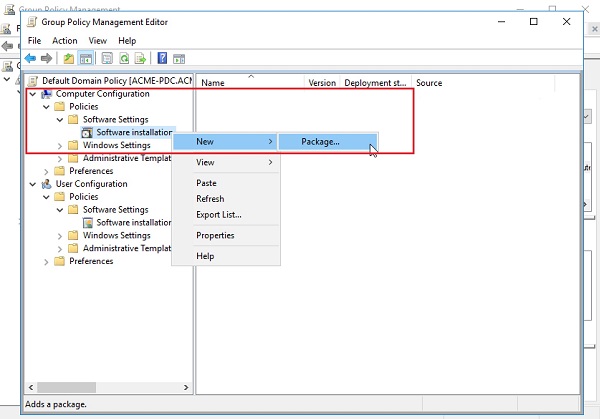 Group Policy Management
Group Policy Management Editor
File Action View Help
Default Domain Policy [ACME-PDC.AC
Name Version Deployment st... Source
Computer Configuration
Policies
Software Settings
Software installation
New Package...
Windows Settings
Administrative Templat
View
Preferences
User Configuration
Paste
Policies
Refresh
Software Settings
Export List...
Software installation
Windows Settings
Properties
Administrative Templat
Help
Preferences
Adds a package.